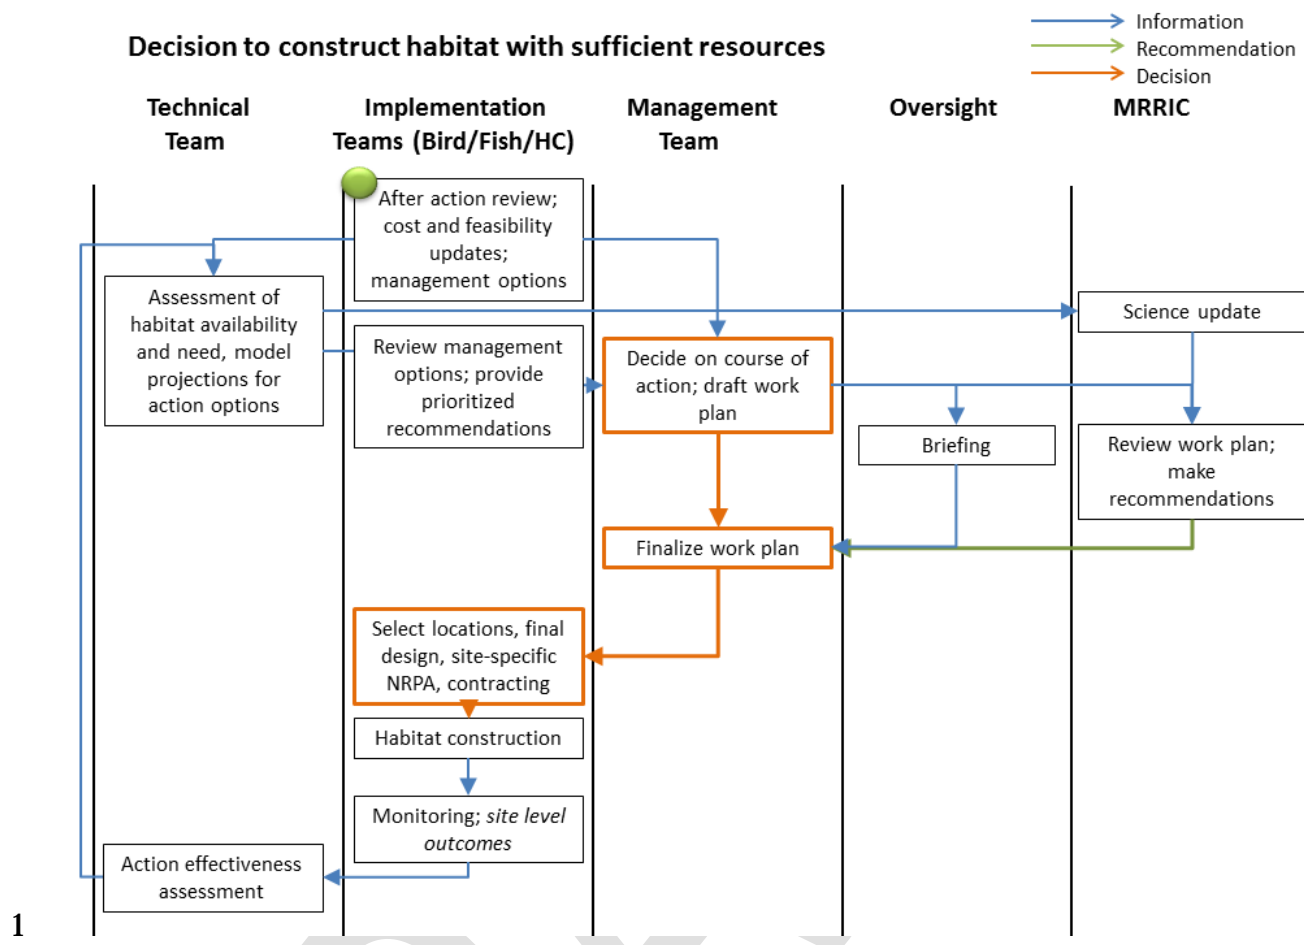 Decision to construct habitat with sufficient resources
Information
Recommendation
Decision
Technical
Team
Implementation
Teams (Bird/Fish/HC)
Management
Team
Oversight
MRRIC
After action review;
cost and feasibility
updates;
management options
Assessment of
habitat availability
and need, model
projections for
action options
Science update
Review management
options; provide
prioritized
recommendations
Decide on course of
action; draft work
plan
Briefing
Review work plan;
make
recommendations
Finalize work plan
Select locations, final
design, site-specific
NRPA, contracting
Habitat construction
Monitoring; site level
outcomes
Action effectiveness
assessment
1